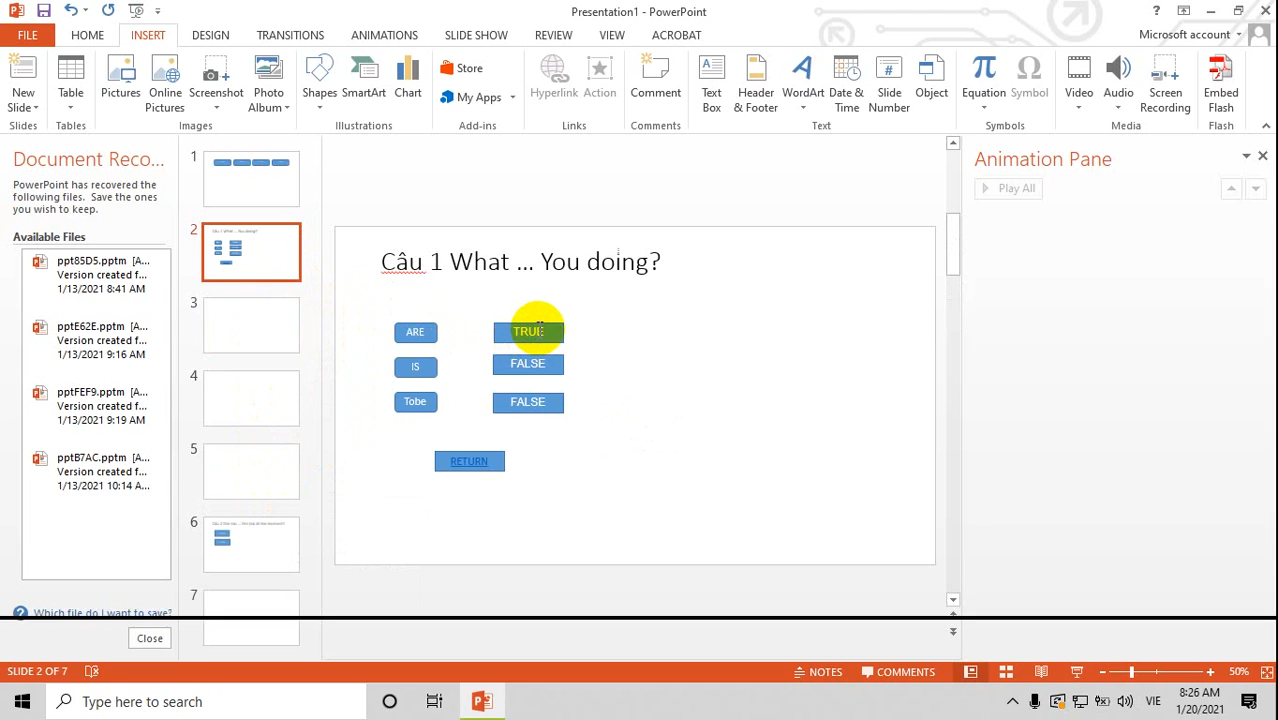 Presentation1 - PowerPoint
FILE
HOME
INSERT
DESIGN
TRANSITIONS
ANIMATIONS
SLIDE SHOW
REVIEW
VIEW
ACROBAT
Microsoft account
New Slide
Table
Pictures
Online Pictures
Screenshot
Photo Album
Shapes
SmartArt
Chart
Store
My Apps
Hyperlink
Action
Comment
Text Box
Header & Footer
WordArt
Date & Time
Slide Number
Object
Equation
Symbol
Video
Audio
Screen Recording
Embed Flash
Slides
Tables
Images
Illustrations
Add-ins
Links
Comments
Text
Symbols
Media
Flash
Document Reco...
PowerPoint has recovered the
following files. Save the ones
you wish to keep.
Available Files
ppt85D5.pptm [A...
Version created f...
1/13/2021 8:41 AM
pptE62E.pptm [A...
Version created f...
1/13/2021 9:16 AM
pptFEF9.pptm [A...
Version created f...
1/13/2021 9:19 AM
pptB7AC.pptm [A...
Version created f...
1/13/2021 10:14 A...
Which file do I want to save?
Close
1
2
3
4
5
6
7
Câu 1 What ... You doing?
ARE
TRUE
IS
FALSE
Tobe
FALSE
RETURN
Animation Pane
Play All
SLIDE 2 OF 7
NOTES
COMMENTS
50%
Type here to search
VIE
8:26 AM
1/20/2021